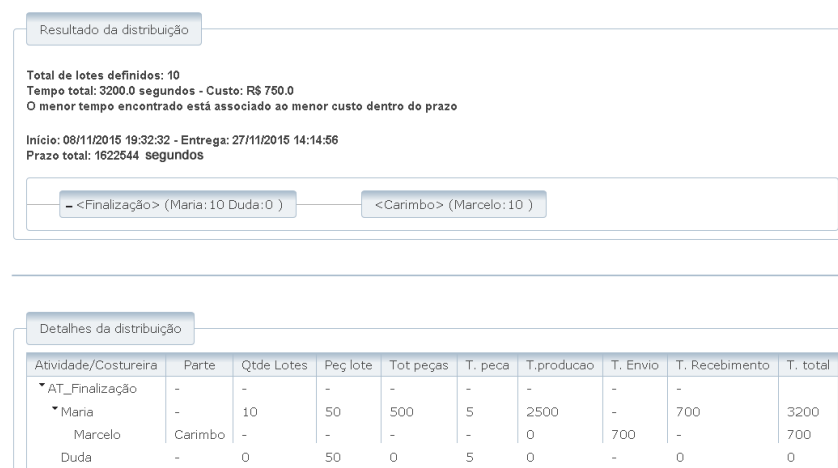 Resultado da distribuição
Total de lotes definidos: 10
Tempo total: 3200.0 segundos - Custo: R$ 750.0
O menor tempo encontrado está associado ao menor custo dentro do prazo
Início: 08/11/2015 19:32:32 - Entrega: 27/11/2015 14:14:56
Prazo total: 1622544 segundos
<Finalização> (Maria:10 Duda:0 ) <Carimbo> (Marcelo:10 )
Detalhes da distribuição
Atividade/Costureira Parte Qtde Lotes Peç lote Tot peças T. peca T.producao T. Envio T. Recebimento T. total
AT_Finalização - - - - - - - -
Maria - 10 50 500 5 2500 - 700 3200
Marcelo Carimbo - - - - 0 700 - 700
Duda - 0 50 0 5 0 - 0 0